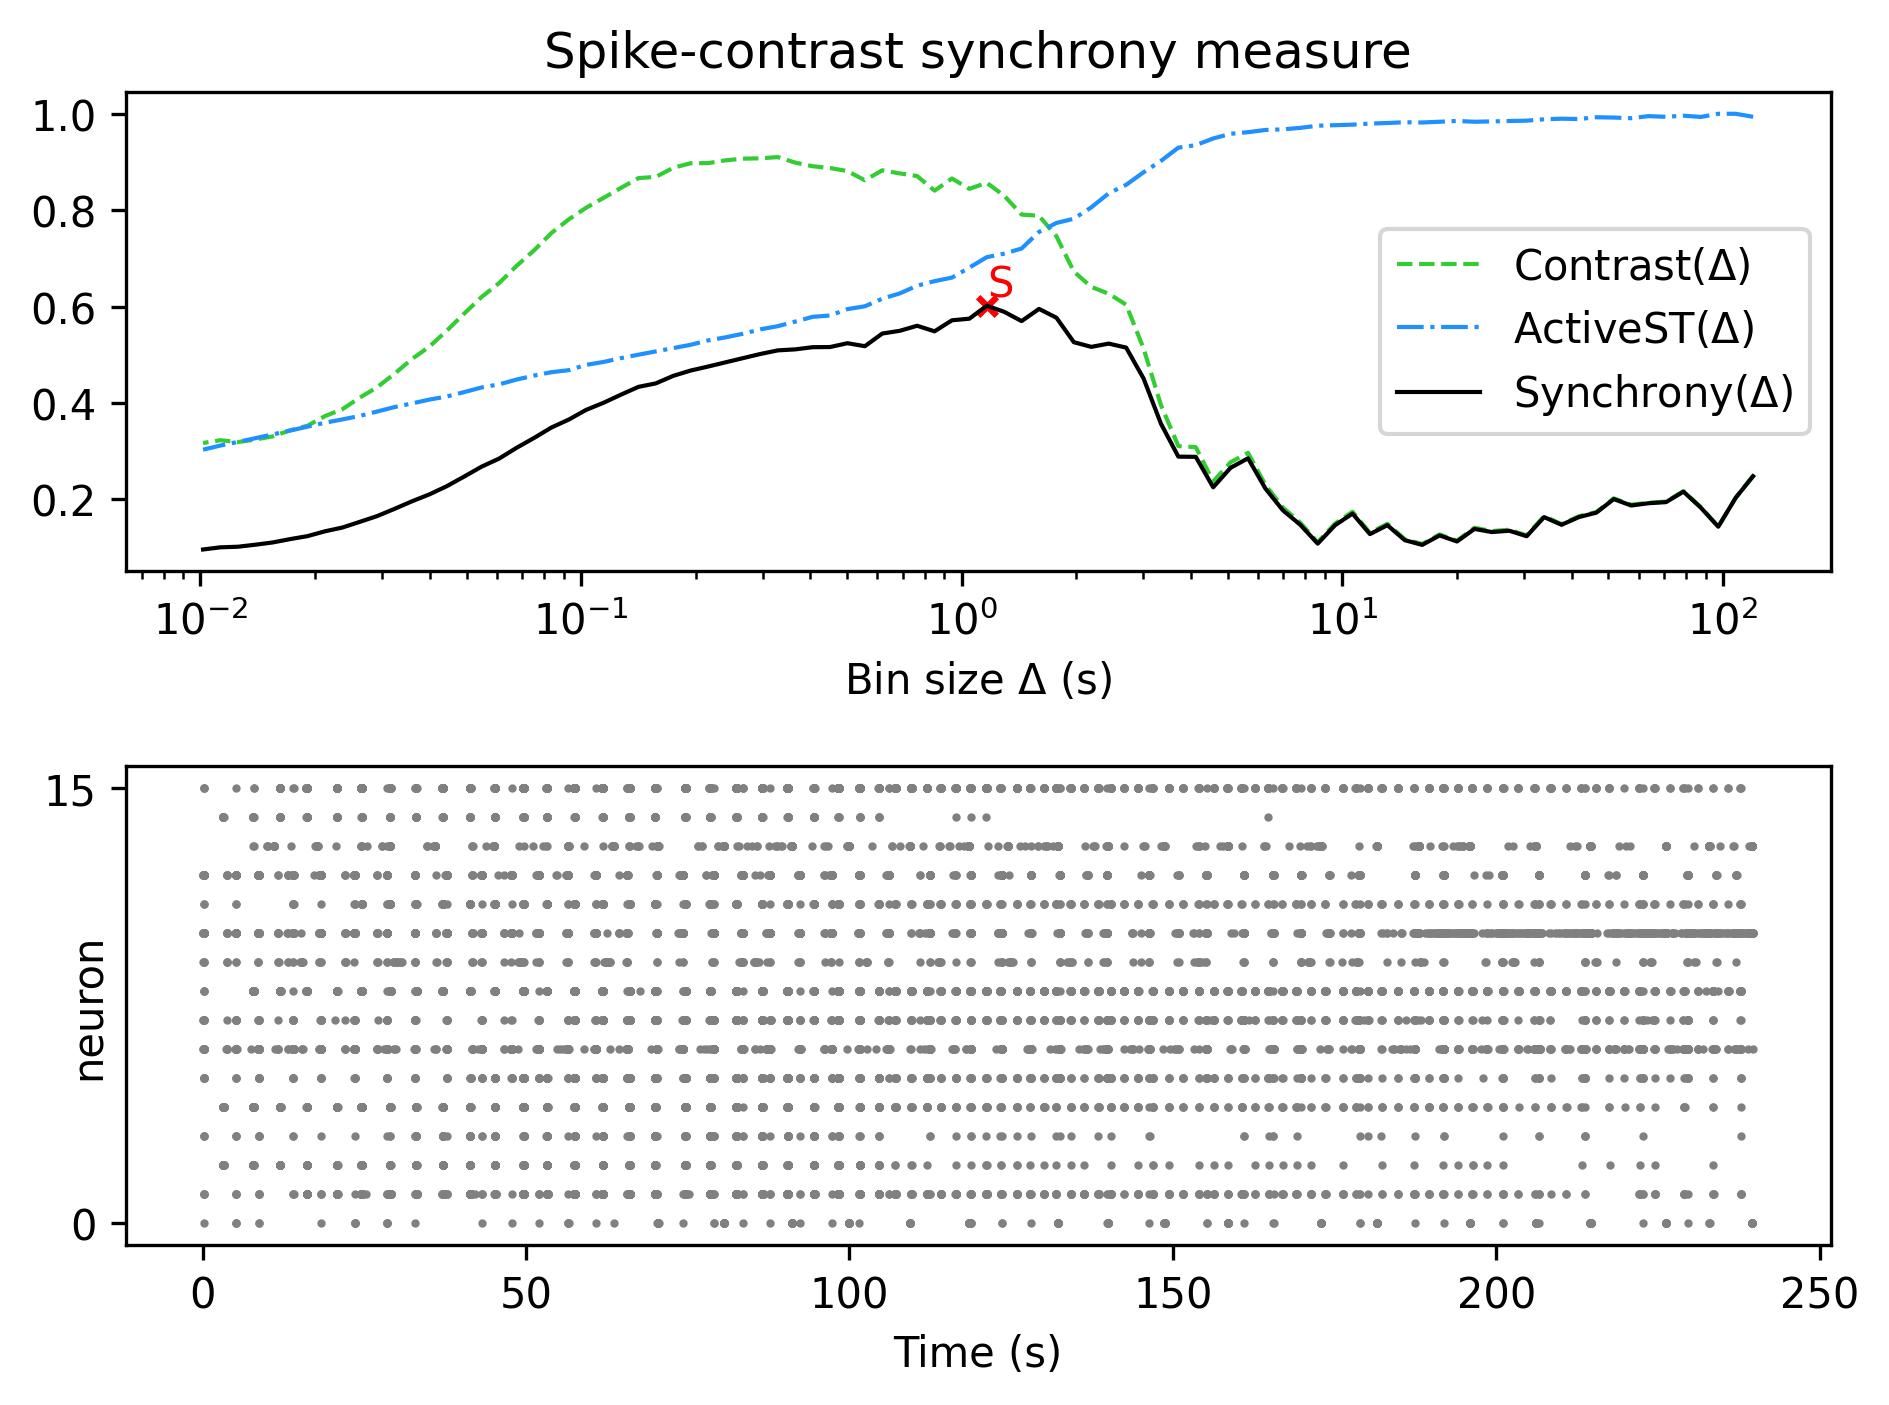 Spike-contrast synchrony measure
1.0
0.8
0.6
0.4
0.2
S
Contrast(Δ)
ActiveST(Δ)
Synchrony(Δ)
10⁻² 10⁻¹ 10⁰ 10¹ 10²
Bin size Δ (s)
15
0
neuron
0 50 100 150 200 250
Time (s)